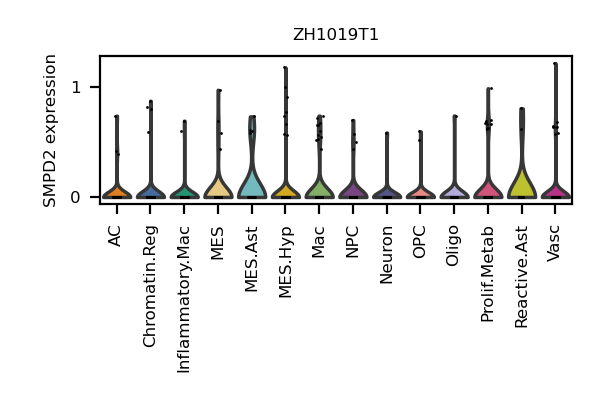 ZH1019T1
SMPD2 expression
1
0
AC
Chromatin.Reg
Inflammatory.Mac
MES
MES.Ast
MES.Hyp
Mac
NPC
Neuron
OPC
Oligo
Prolif.Metab
Reactive.Ast
Vasc